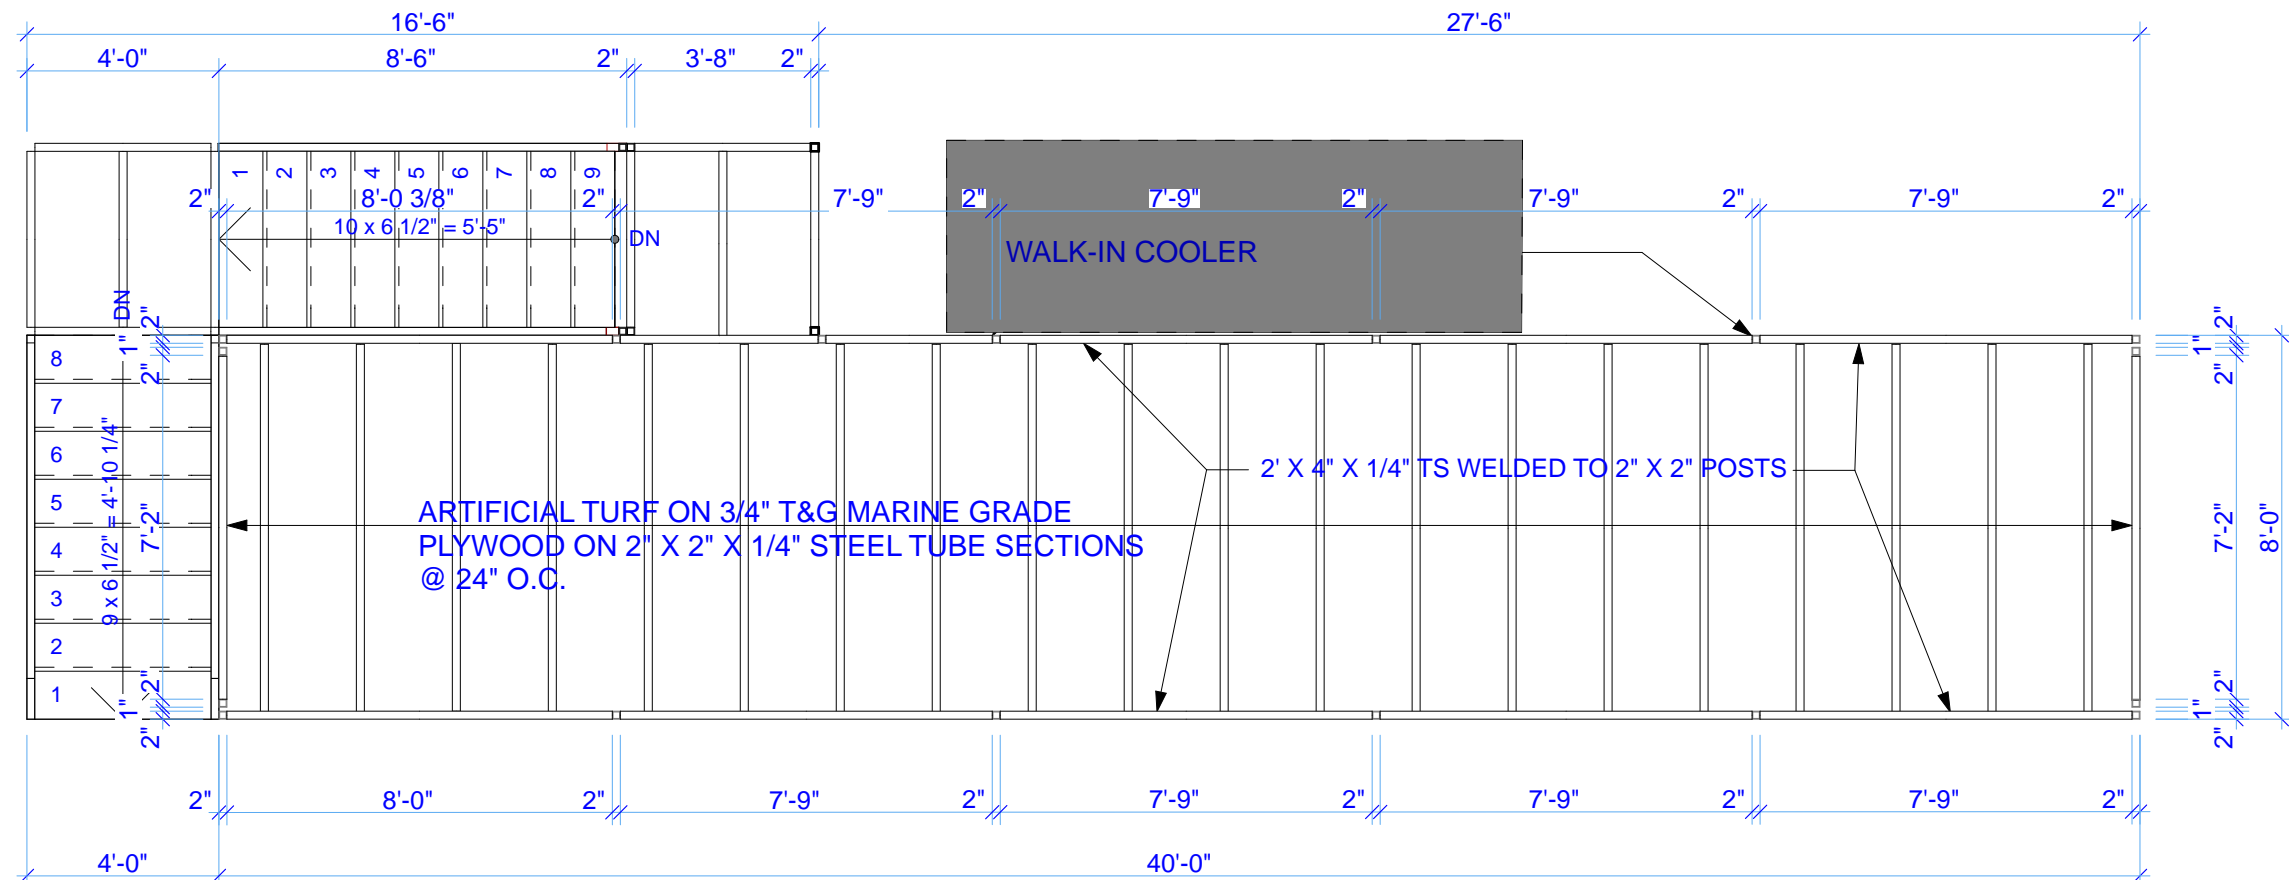 16'-6" 27'-6"
4'-0" 8'-6" 2" 3'-8" 2"
1 2 3 4 5 6 7 8 9
2" 8'-0 3/8" 2" 7'-9" 2" 7'-9" 2" 7'-9" 2" 7'-9" 2"
10 x 6 1/2" = 5'-5"
DN
WALK-IN COOLER
DN
2"
1"
2"
2"
1"
2"
8
7
6
5
4
3
2
1
9 x 6 1/2" = 4'-10 1/4"
7'-2"
2' X 4" X 1/4" TS WELDED TO 2" X 2" POSTS
ARTIFICIAL TURF ON 3/4" T&G MARINE GRADE
PLYWOOD ON 2" X 2" X 1/4" STEEL TUBE SECTIONS
@ 24" O.C.
7'-2"
8'-0"
2"
1"
2"
2"
1"
2"
2" 8'-0" 2" 7'-9" 2" 7'-9" 2" 7'-9" 2" 7'-9" 2"
4'-0" 40'-0"